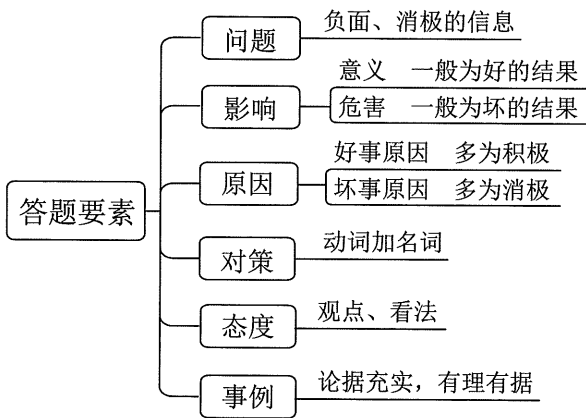 答题要素
问题
负面、消极的信息
影响
意义 一般为好的结果
危害 一般为坏的结果
原因
好事原因 多为积极
坏事原因 多为消极
对策
动词加名词
态度
观点、看法
事例
论据充实，有理有据